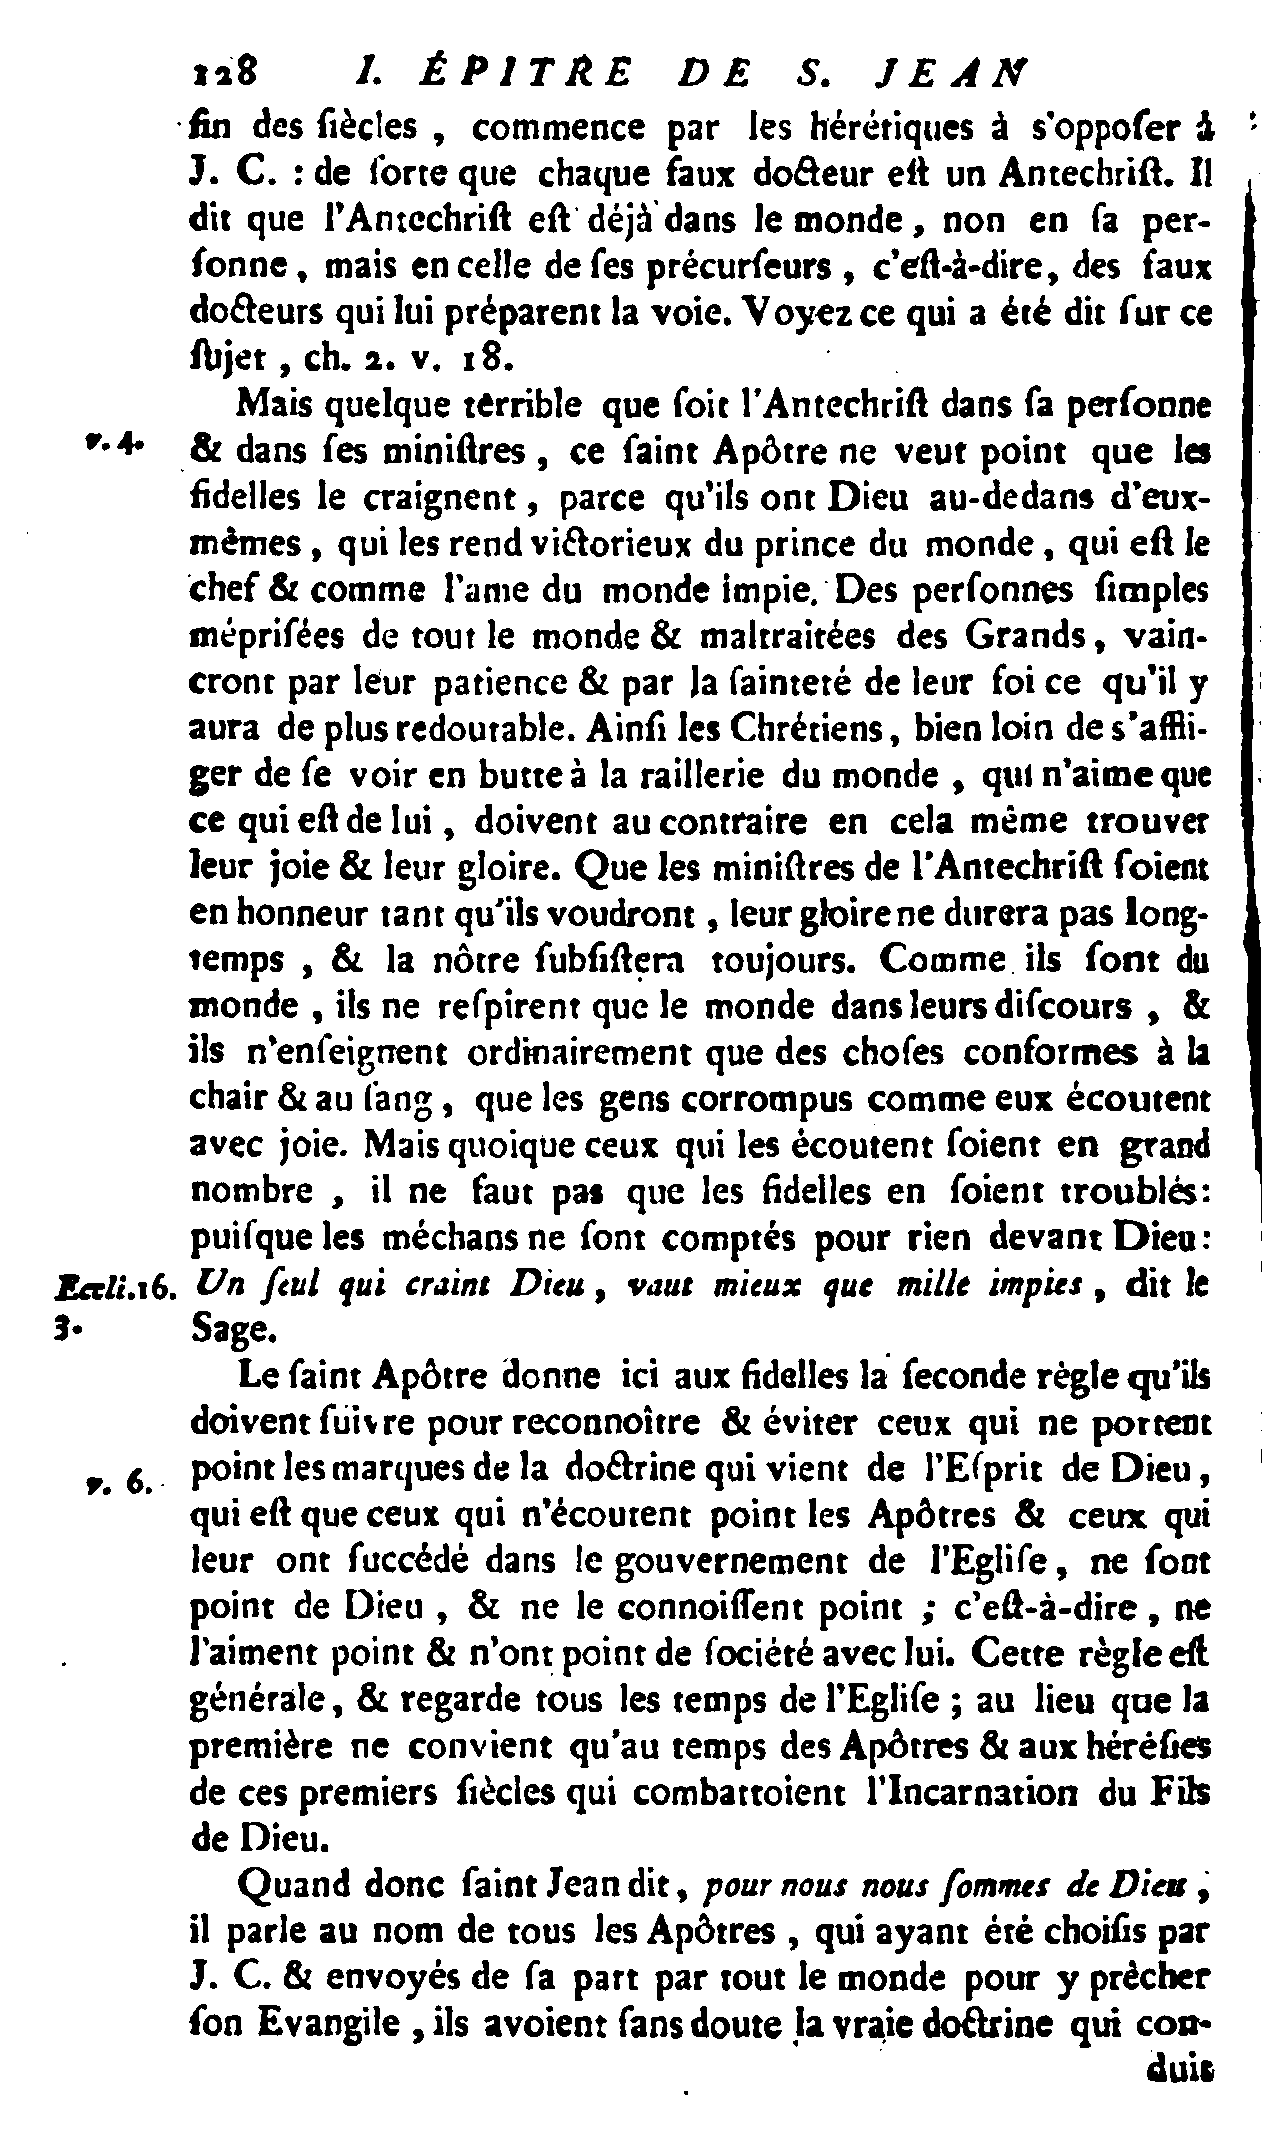 128 I. ÉPITRE DE S. JEAN
fin des ſiècles, commence par les hérétiques à s'oppoſer à
J. C. : de ſorte que chaque faux docteur eſt un Antechriſt. Il
dit que l'Antechriſt eſt déjà dans le monde, non en ſa per-
ſonne, mais en celle de ſes précurſeurs, c'eſt-à-dire, des faux
docteurs qui lui préparent la voie. Voyez ce qui a été dit ſur ce
ſujet, ch. 2. v. 18.
Mais quelque terrible que ſoit l'Antechriſt dans ſa perſonne
v. 4. & dans ſes miniſtres, ce ſaint Apôtre ne veut point que les
fidelles le craignent, parce qu'ils ont Dieu au-dedans d'eux-
mêmes, qui les rend victorieux du prince du monde, qui eſt le
chef & comme l'ame du monde impie. Des perſonnes ſimples
mépriſées de tout le monde & maltraitées des Grands, vain-
cront par leur patience & par la ſainteté de leur foi ce qu'il y
aura de plus redoutable. Ainſi les Chrétiens, bien loin de s'affli-
ger de ſe voir en butte à la raillerie du monde, qui n'aime que
ce qui eſt de lui, doivent au contraire en cela même trouver
leur joie & leur gloire. Que les miniſtres de l'Antechriſt ſoient
en honneur tant qu'ils voudront, leur gloire ne durera pas long-
temps, & la nôtre ſubſiſtera toujours. Comme ils ſont du
monde, ils ne reſpirent que le monde dans leurs diſcours, &
ils n'enſeignent ordinairement que des choſes conformes à la
chair & au ſang, que les gens corrompus comme eux écoutent
avec joie. Mais quoique ceux qui les écoutent ſoient en grand
nombre, il ne faut pas que les fidelles en ſoient troublés:
puiſque les méchans ne ſont comptés pour rien devant Dieu:
Eccli. 16. Un ſeul qui craint Dieu, vaut mieux que mille impies, dit le
3. Sage.
Le ſaint Apôtre donne ici aux fidelles la ſeconde règle qu'ils
doivent ſuivre pour reconnoître & éviter ceux qui ne portent
v. 6. point les marques de la doctrine qui vient de l'Eſprit de Dieu,
qui eſt que ceux qui n'écoutent point les Apôtres & ceux qui
leur ont ſuccédé dans le gouvernement de l'Egliſe, ne ſont
point de Dieu, & ne le connoiſſent point ; c'eſt-à-dire, ne
l'aiment point & n'ont point de ſociété avec lui. Cette règle eſt
générale, & regarde tous les temps de l'Egliſe ; au lieu que la
première ne convient qu'au temps des Apôtres & aux héréſies
de ces premiers ſiècles qui combattoient l'Incarnation du Fils
de Dieu.
Quand donc ſaint Jean dit, pour nous nous ſommes de Dieu,
il parle au nom de tous les Apôtres, qui ayant été choiſis par
J. C. & envoyés de ſa part par tout le monde pour y prêcher
ſon Evangile, ils avoient ſans doute la vraie doctrine qui con-
duit